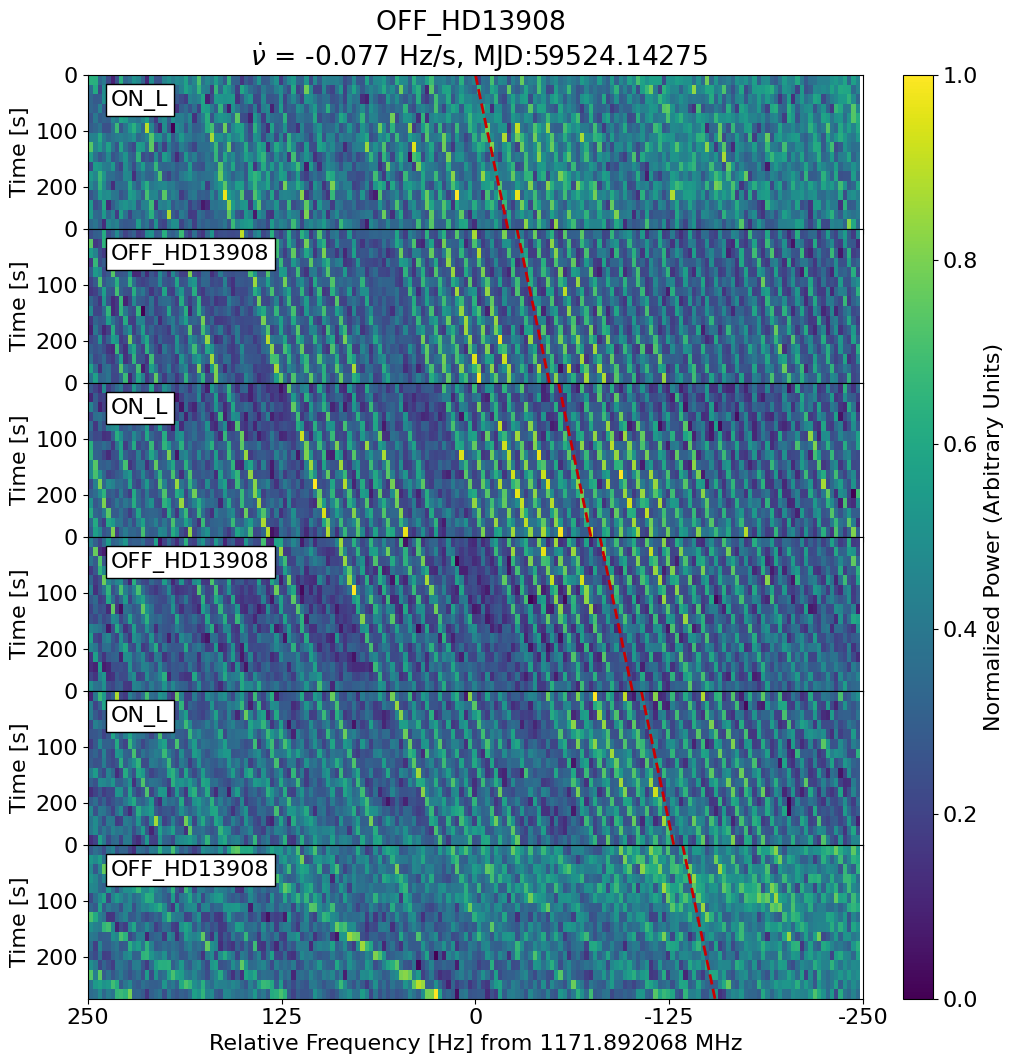 OFF_HD13908
ν̇ = -0.077 Hz/s, MJD:59524.14275
0
100
200
Time [s]
ON_L
0
100
200
Time [s]
OFF_HD13908
0
100
200
Time [s]
ON_L
0
100
200
Time [s]
OFF_HD13908
0
100
200
Time [s]
ON_L
0
100
200
Time [s]
OFF_HD13908
250 125 0 -125 -250
Relative Frequency [Hz] from 1171.892068 MHz
1.0
0.8
0.6
0.4
0.2
0.0
Normalized Power (Arbitrary Units)